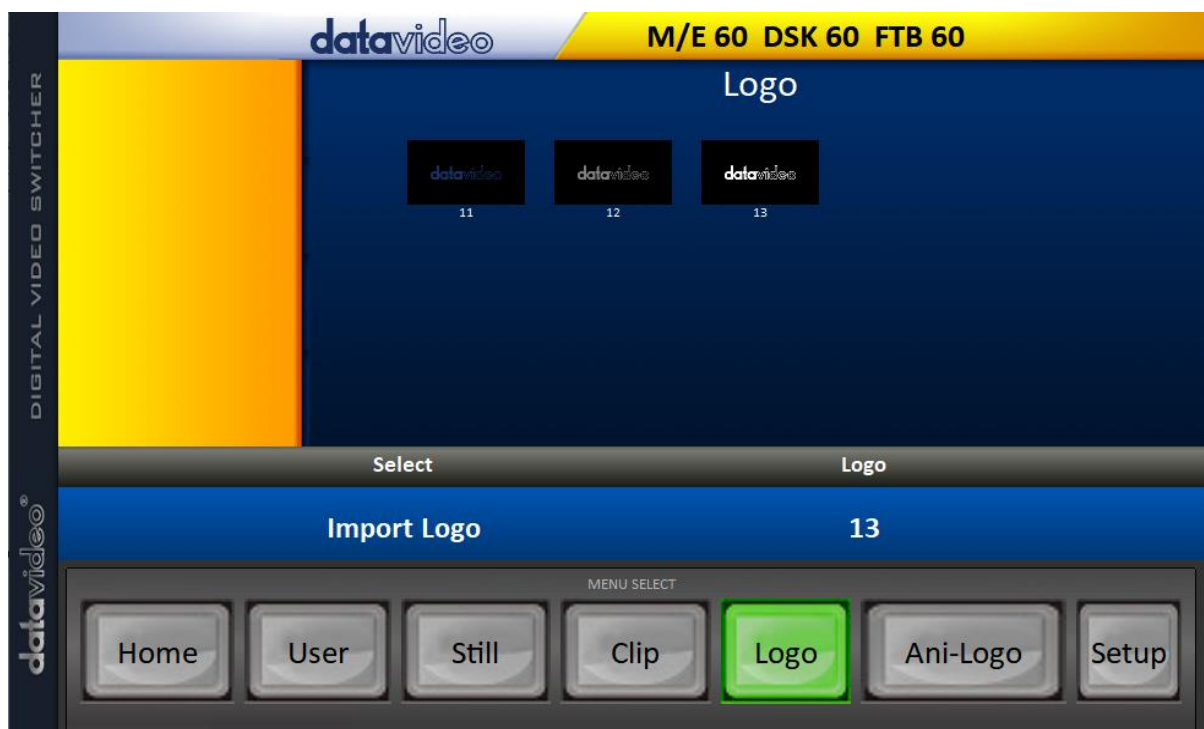 datavideo M/E 60 DSK 60 FTB 60
DIGITAL VIDEO SWITCHER
datavideo®
Logo
datavideo datavideo datavideo
11 12 13
Select Logo
Import Logo 13
MENU SELECT
Home User Still Clip Logo Ani-Logo Setup